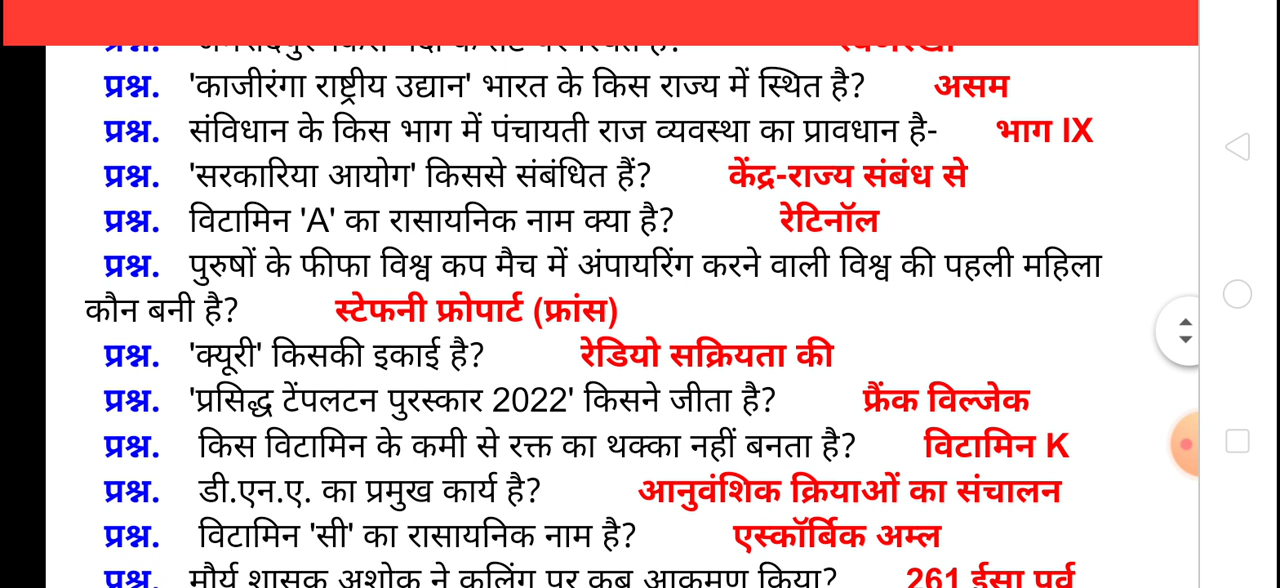 प्रश्न. 'काजीरंगा राष्ट्रीय उद्यान' भारत के किस राज्य में स्थित है? असम
प्रश्न. संविधान के किस भाग में पंचायती राज व्यवस्था का प्रावधान है- भाग IX
प्रश्न. 'सरकारिया आयोग' किससे संबंधित हैं? केंद्र-राज्य संबंध से
प्रश्न. विटामिन 'A' का रासायनिक नाम क्या है? रेटिनॉल
प्रश्न. पुरुषों के फीफा विश्व कप मैच में अंपायरिंग करने वाली विश्व की पहली महिला
कौन बनी है? स्टेफनी फ्रोपार्ट (फ्रांस)
प्रश्न. 'क्यूरी' किसकी इकाई है? रेडियो सक्रियता की
प्रश्न. 'प्रसिद्ध टेंपलटन पुरस्कार 2022' किसने जीता है? फ्रैंक विल्जेक
प्रश्न. किस विटामिन के कमी से रक्त का थक्का नहीं बनता है? विटामिन K
प्रश्न. डी.एन.ए. का प्रमुख कार्य है? आनुवंशिक क्रियाओं का संचालन
प्रश्न. विटामिन 'सी' का रासायनिक नाम है? एस्कॉर्बिक अम्ल
प्रश्न. मौर्य शासक अशोक ने कलिंग पर कब आक्रमण किया? 261 ईसा पूर्व